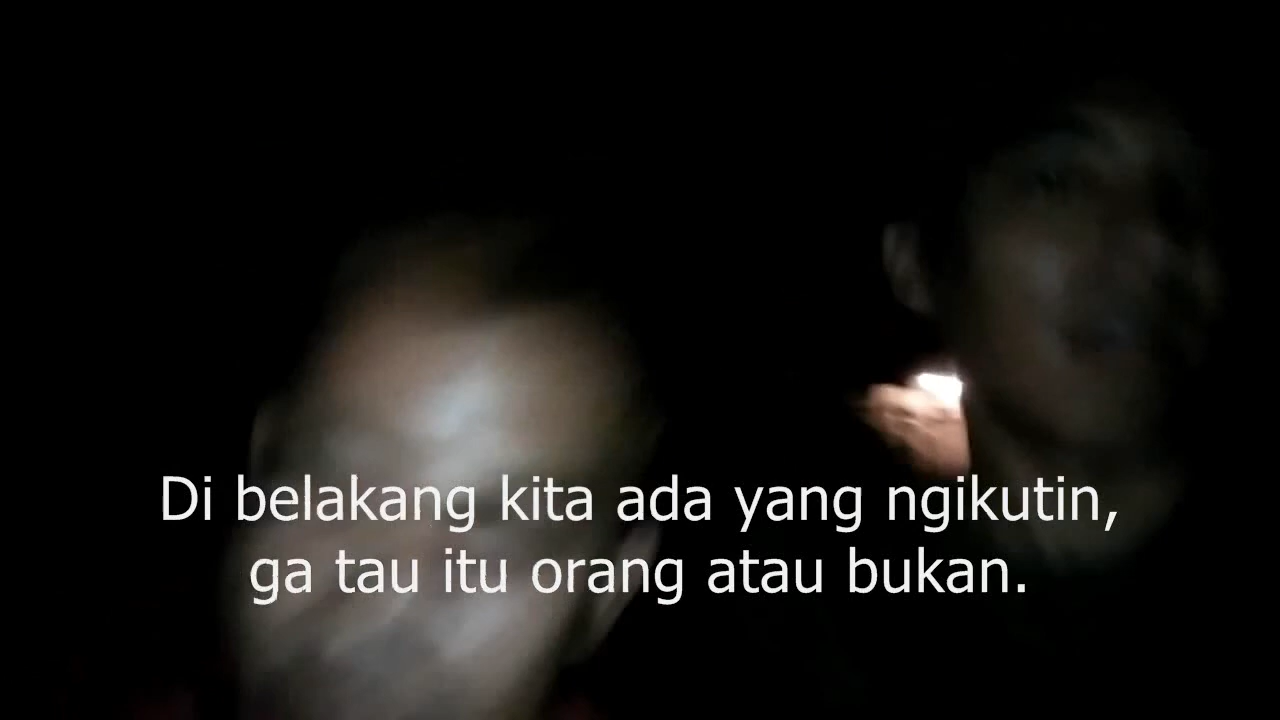 Di belakang kita ada yang ngikutin,
ga tau itu orang atau bukan.